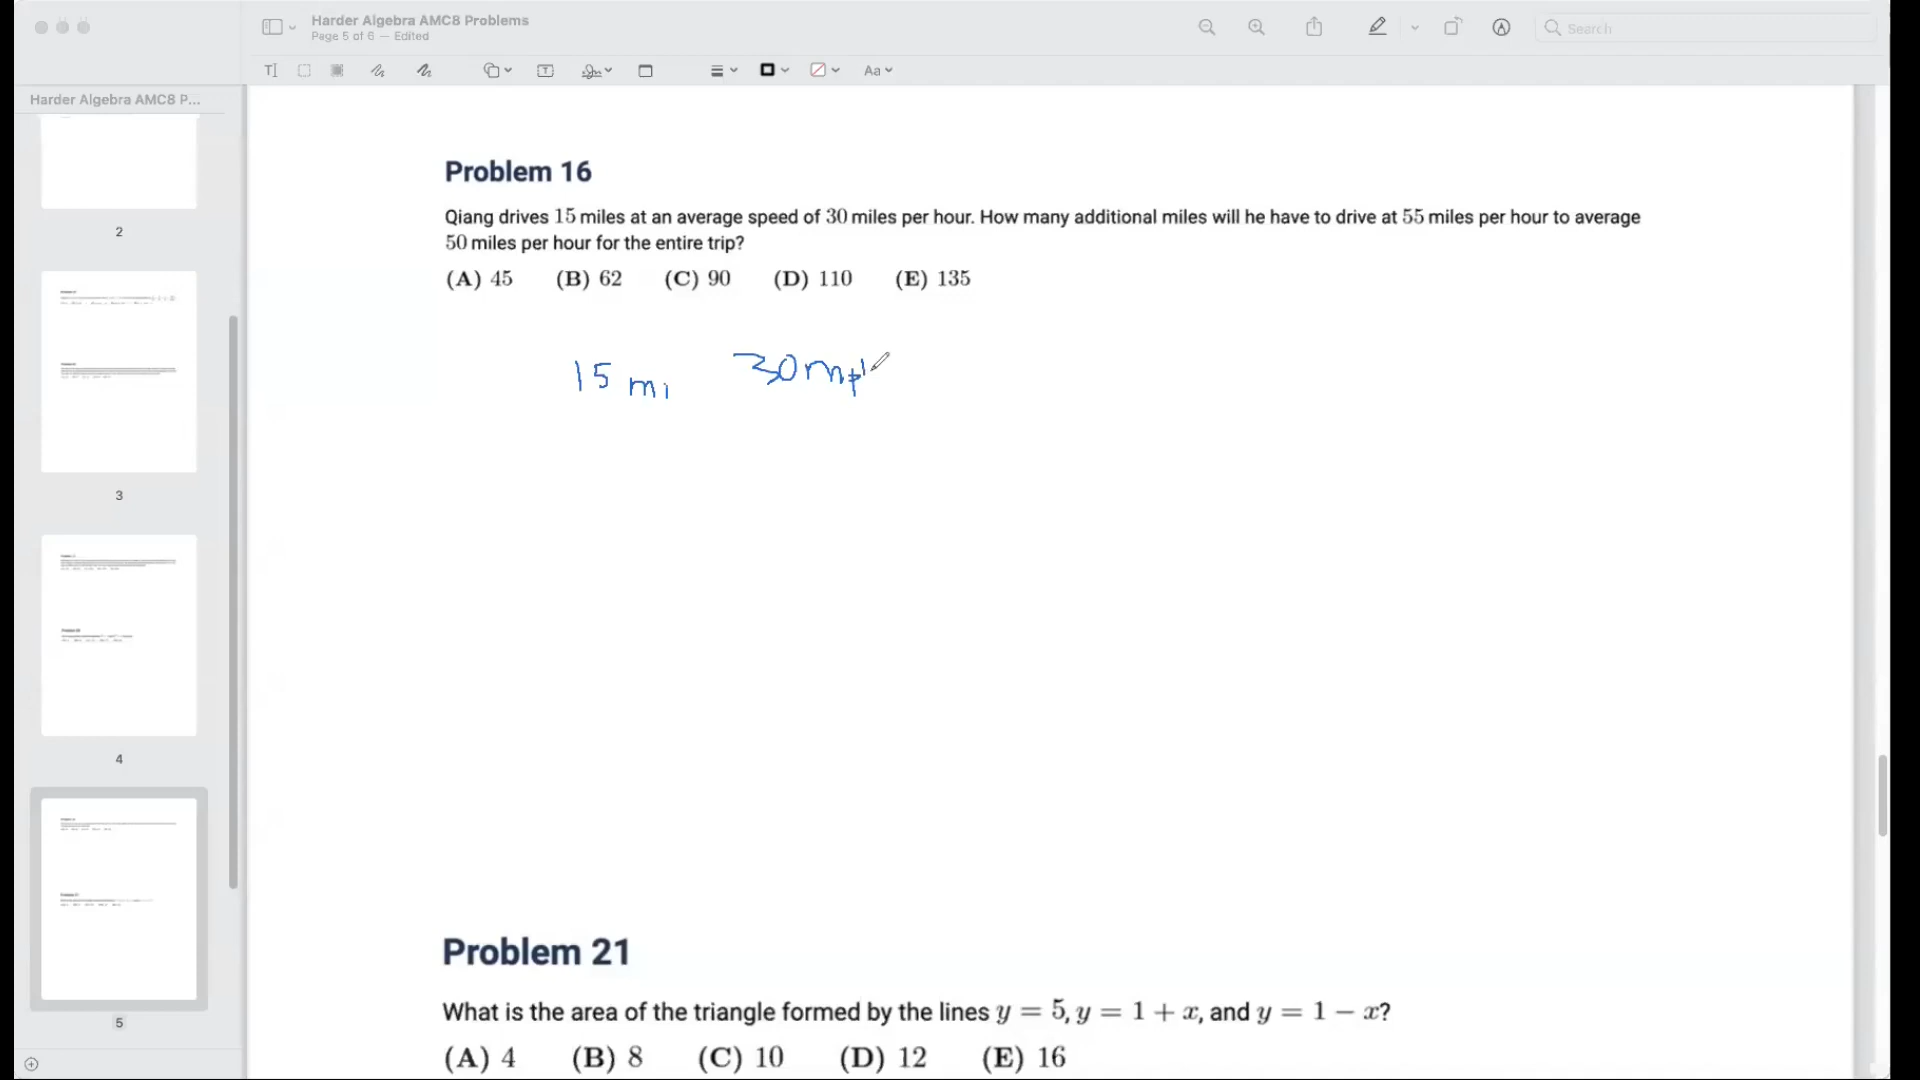 Harder Algebra AMC8 Problems
Page 5 of 6 — Edited
Search
Aa
Harder Algebra AMC8 P...
2
3
4
5
Problem 16
Qiang drives 15 miles at an average speed of 30 miles per hour. How many additional miles will he have to drive at 55 miles per hour to average
50 miles per hour for the entire trip?
(A) 45 (B) 62 (C) 90 (D) 110 (E) 135
15 mi 30 mph
Problem 21
What is the area of the triangle formed by the lines y = 5, y = 1 + x, and y = 1 − x?
(A) 4 (B) 8 (C) 10 (D) 12 (E) 16